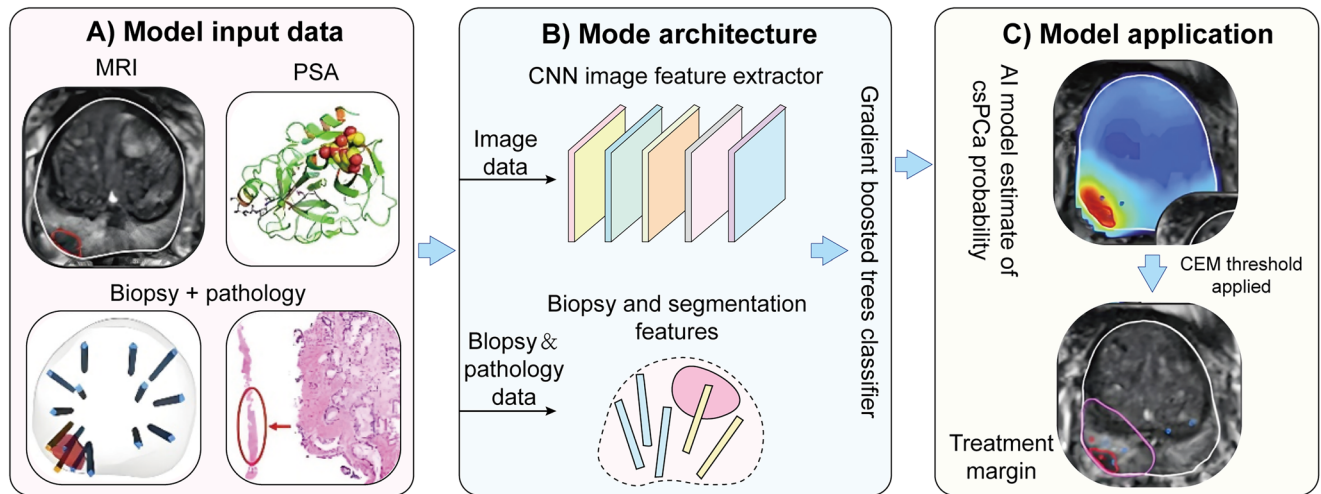 A) Model input data
MRI
PSA
Biopsy + pathology
B) Mode architecture
CNN image feature extractor
Image
data
Biopsy and segmentation
features
Blopsy&
pathology
data
Gradient boosted trees classifier
C) Model application
AI model estimate of
csPCa probability
CEM threshold
applied
Treatment
margin